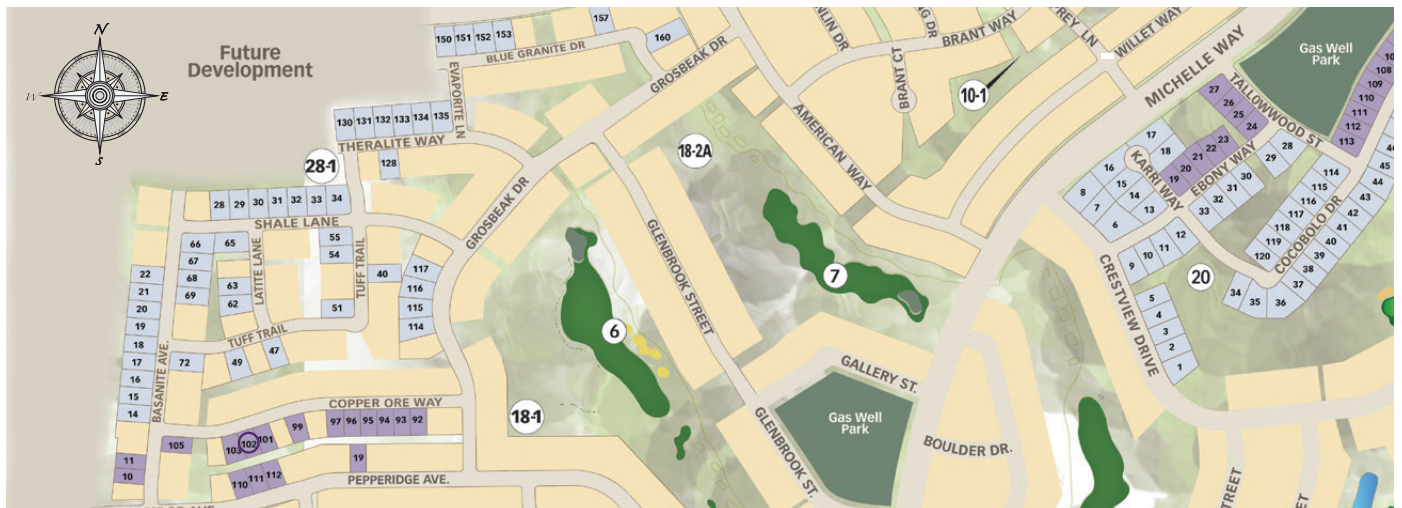 N
W
E
S
Future
Development
150 151 152 153
157
160
BLUE GRANITE DR
EVAPORITE LN
GROSBEAK DR
BRANT CT
BRANT WAY
WILLET WAY
MICHELLE WAY
10-1
AMERICAN WAY
18-2A
130 131 132 133 134 135
THERALITE WAY
128
28-1
28 29 30 31 32 33 34
SHALE LANE
GROSBEAK DR
66
65
67
68
69
63
62
LATITE LANE
55
54
51
TUFF TRAIL
40
117
116
115
114
22
21
20
19
18
17
16
15
14
BASANITE AVE.
72
TUFF TRAIL
49
47
COPPER ORE WAY
105
103 102 101
99
97 96 95 94 93 92
11
10
110 111 112
19
PEPPERIDGE AVE.
18-1
6
7
GLENBROOK STREET
GLENBROOK ST.
GALLERY ST.
Gas Well
Park
BOULDER DR.
Gas Well
Park
TALLOWWOOD ST
27
26
25
24
23
22
21
20
19
EBONY WAY
28
29
30
31
32
33
17
18
16
15
14
13
8
7
6
KARRI WAY
12
11
10
9
5
4
3
2
1
CRESTVIEW DRIVE
20
108
109
110
111
112
113
114
115
116
117
118
119
120
COCOBOLO DR
45
44
43
42
41
40
39
38
37
36
35
34